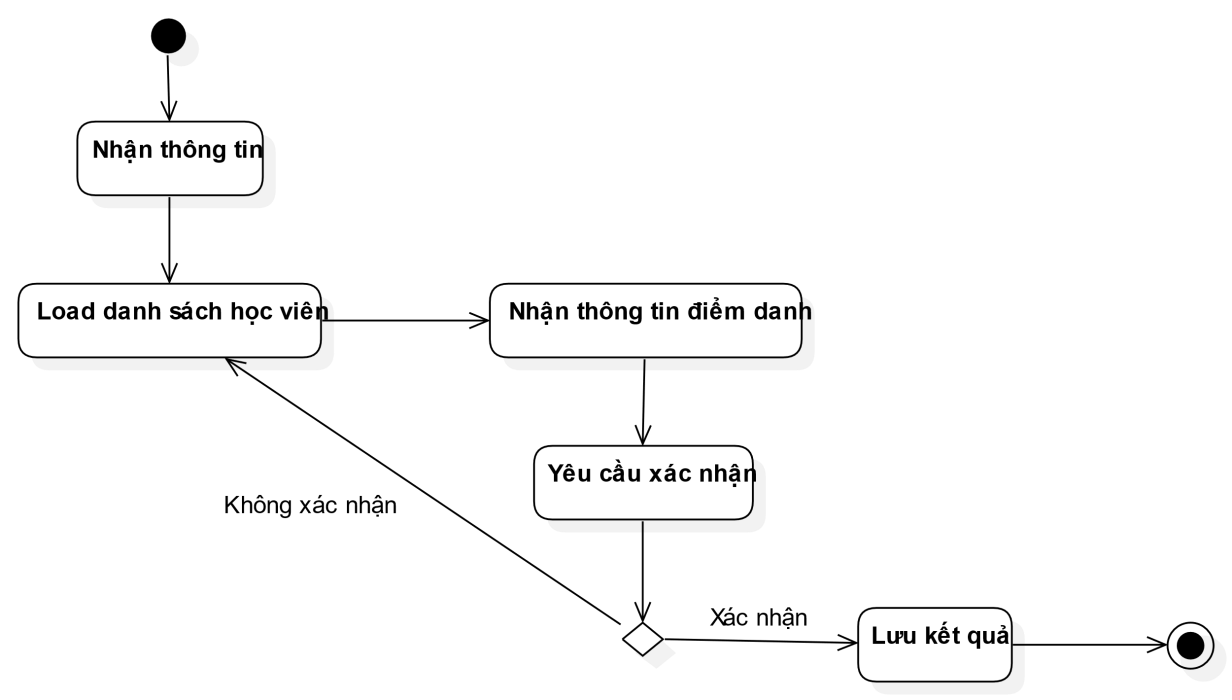 Nhận thông tin
Load danh sách học viên
Nhận thông tin điểm danh
Yêu cầu xác nhận
Không xác nhận
Xác nhận
Lưu kết quả